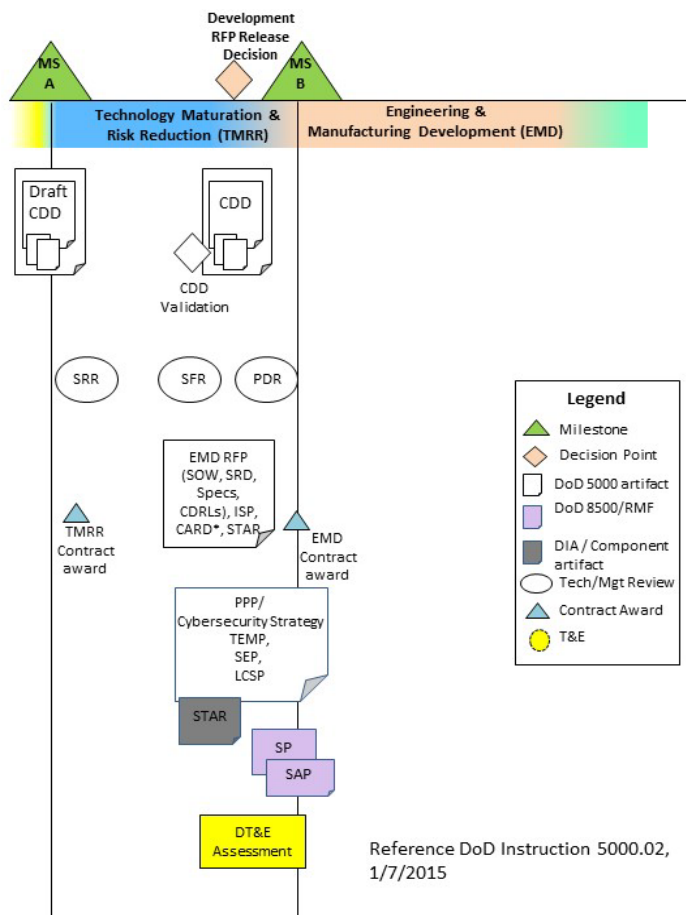 Development
RFP Release
Decision
MS
A
MS
B
Technology Maturation &
Risk Reduction (TMRR)
Engineering &
Manufacturing Development (EMD)
Draft
CDD
CDD
CDD
Validation
SRR
SFR
PDR
EMD RFP
(SOW, SRD,
Specs,
CDRLs), ISP,
CARD*, STAR
TMRR
Contract
award
EMD
Contract
award
PPP/
Cybersecurity Strategy
TEMP,
SEP,
LCSP
STAR
SP
SAP
DT&E
Assessment
Legend
Milestone
Decision Point
DoD 5000 artifact
DoD 8500/RMF
DIA / Component
artifact
Tech/Mgt Review
Contract Award
T&E
Reference DoD Instruction 5000.02,
1/7/2015